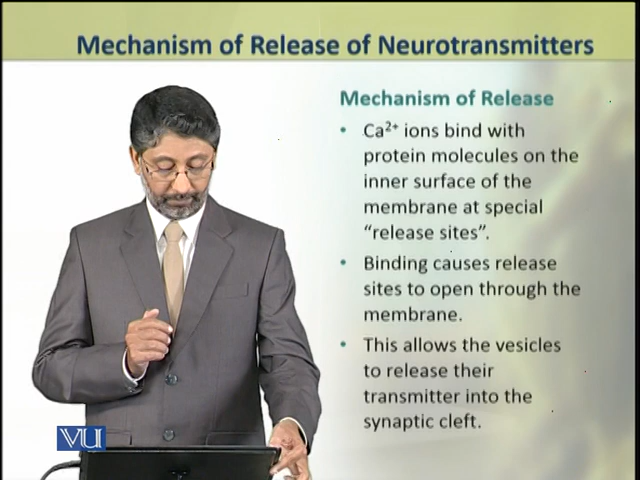 Mechanism of Release of Neurotransmitters
Mechanism of Release
• Ca²⁺ ions bind with
protein molecules on the
inner surface of the
membrane at special
“release sites”.
• Binding causes release
sites to open through the
membrane.
• This allows the vesicles
to release their
transmitter into the
synaptic cleft.
VU